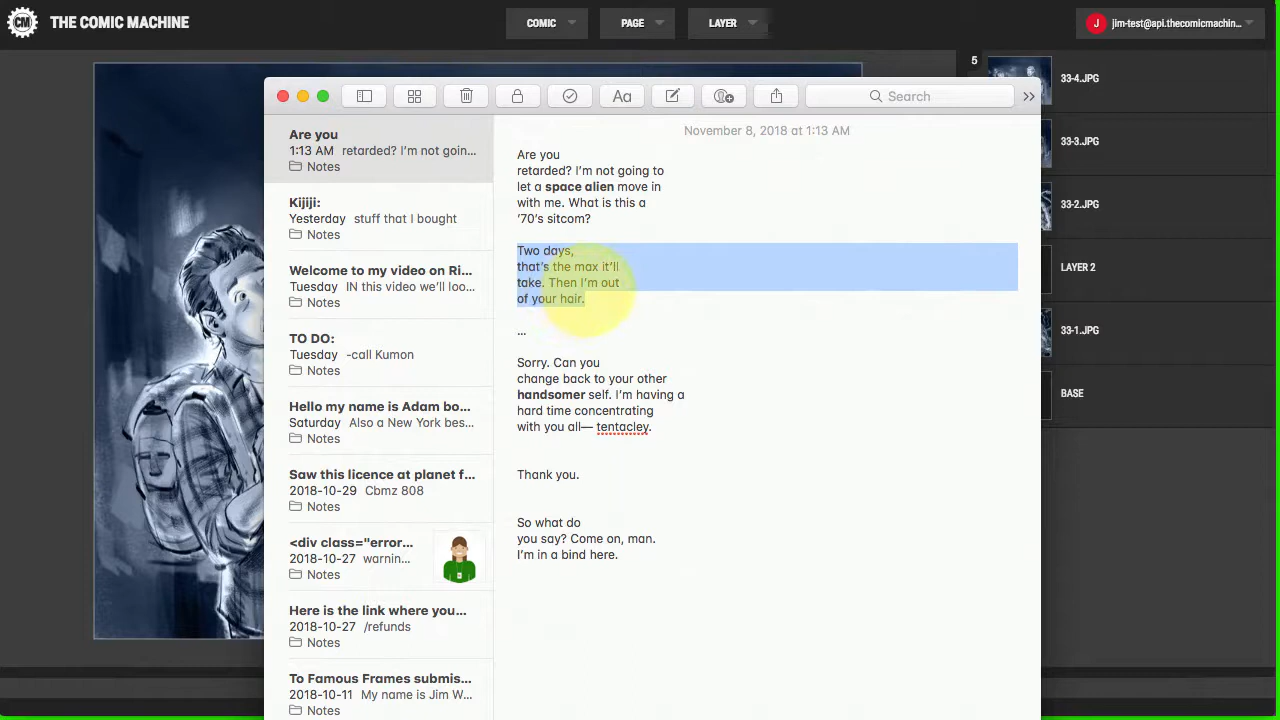 THE COMIC MACHINE
COMIC
PAGE
LAYER
J
jim-test@api.thecomicmachin...
5
33-4.JPG
33-3.JPG
33-2.JPG
LAYER 2
33-1.JPG
BASE
Aa
Search
Are you
1:13 AM retarded? I'm not goin...
Notes
Kijiji:
Yesterday stuff that I bought
Notes
Welcome to my video on Ri...
Tuesday IN this video we'll loo...
Notes
TO DO:
Tuesday -call Kumon
Notes
Hello my name is Adam bo...
Saturday Also a New York bes...
Notes
Saw this licence at planet f...
2018-10-29 Cbmz 808
Notes
<div class="error...
2018-10-27 warnin...
Notes
Here is the link where you...
2018-10-27 /refunds
Notes
To Famous Frames submis...
2018-10-11 My name is Jim W...
Notes
November 8, 2018 at 1:13 AM
Are you
retarded? I'm not going to
let a space alien move in
with me. What is this a
'70's sitcom?
Two days,
that's the max it'll
take. Then I'm out
of your hair.
...
Sorry. Can you
change back to your other
handsomer self. I'm having a
hard time concentrating
with you all— tentacley.
Thank you.
So what do
you say? Come on, man.
I'm in a bind here.
CM